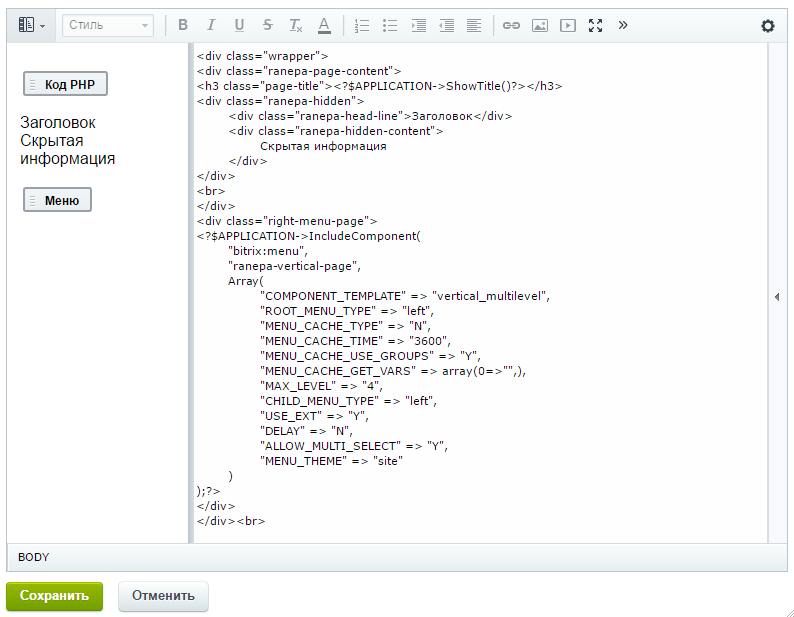 Стиль
B I U S Tx A
Код PHP
Заголовок
Скрытая
информация
Меню
<div class="wrapper">
<div class="ranepa-page-content">
<h3 class="page-title"><?$APPLICATION->ShowTitle()?></h3>
<div class="ranepa-hidden">
<div class="ranepa-head-line">Заголовок</div>
<div class="ranepa-hidden-content">
Скрытая информация
</div>
</div>
<br>
</div>
<div class="right-menu-page">
<?$APPLICATION->IncludeComponent(
"bitrix:menu",
"ranepa-vertical-page",
Array(
"COMPONENT_TEMPLATE" => "vertical_multilevel",
"ROOT_MENU_TYPE" => "left",
"MENU_CACHE_TYPE" => "N",
"MENU_CACHE_TIME" => "3600",
"MENU_CACHE_USE_GROUPS" => "Y",
"MENU_CACHE_GET_VARS" => array(0=>"",),
"MAX_LEVEL" => "4",
"CHILD_MENU_TYPE" => "left",
"USE_EXT" => "Y",
"DELAY" => "N",
"ALLOW_MULTI_SELECT" => "Y",
"MENU_THEME" => "site"
)
);?>
</div>
</div><br>
BODY
Сохранить
Отменить